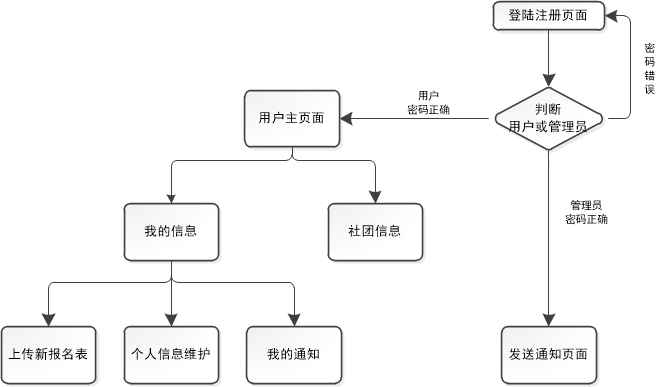 登陆注册页面
密
码
错
误
用户
密码正确
判断
用户或管理员
用户主页面
管理员
密码正确
我的信息
社团信息
上传新报名表
个人信息维护
我的通知
发送通知页面